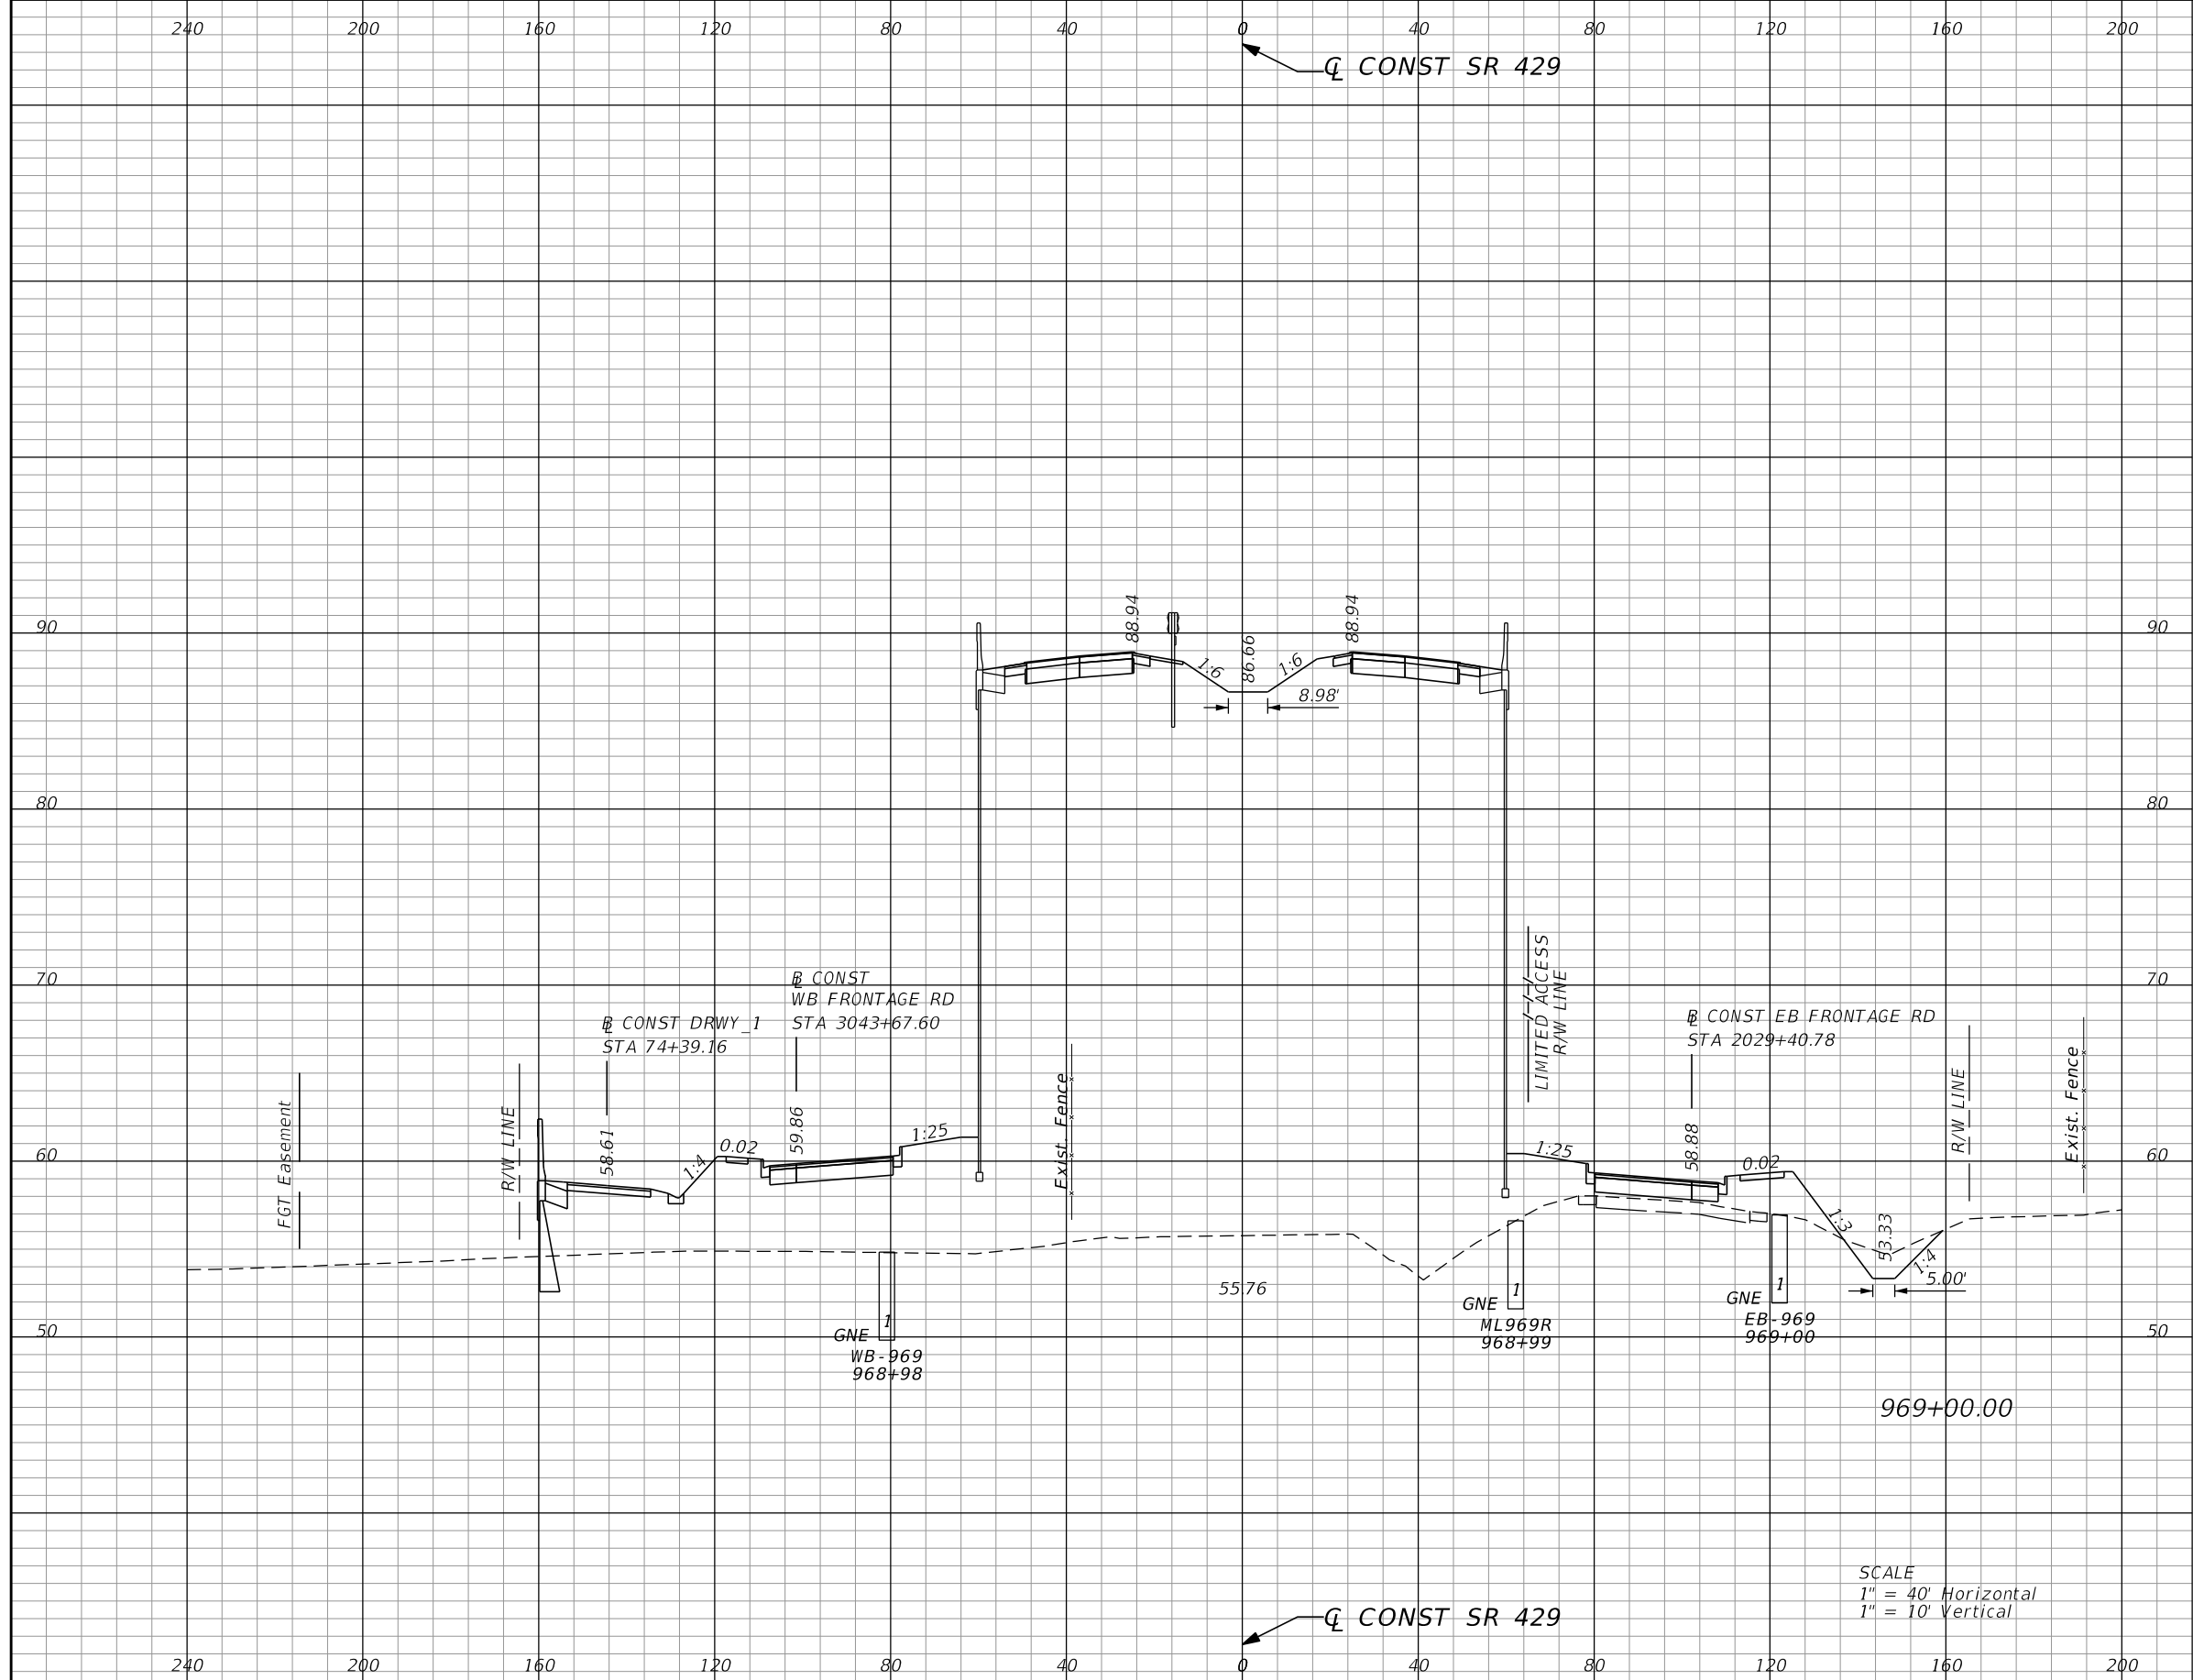 240 200 160 120 80 40 0 40 80 120 160 200
℄ CONST SR 429
90 90
88.94
86.66
88.94
1:6
1:6
8.98'
80 80
70 70
℄ CONST DRWY_1
STA 74+39.16
B̵L CONST
WB FRONTAGE RD
STA 3043+67.60
LIMITED ACCESS
R/W LINE
B̵L CONST EB FRONTAGE RD
STA 2029+40.78
FGT Easement
R/W LINE
58.61
1:4
0.02
59.86
1:25
Exist. Fence
1:25
58.88
0.02
1:3
53.33
1:4
5.00'
R/W LINE
Exist. Fence
60 60
55.76
GNE 1
WB-969
968+98
GNE 1
ML969R
968+99
GNE 1
EB-969
969+00
50 50
969+00.00
SCALE
1" = 40' Horizontal
1" = 10' Vertical
℄ CONST SR 429
240 200 160 120 80 40 0 40 80 120 160 200